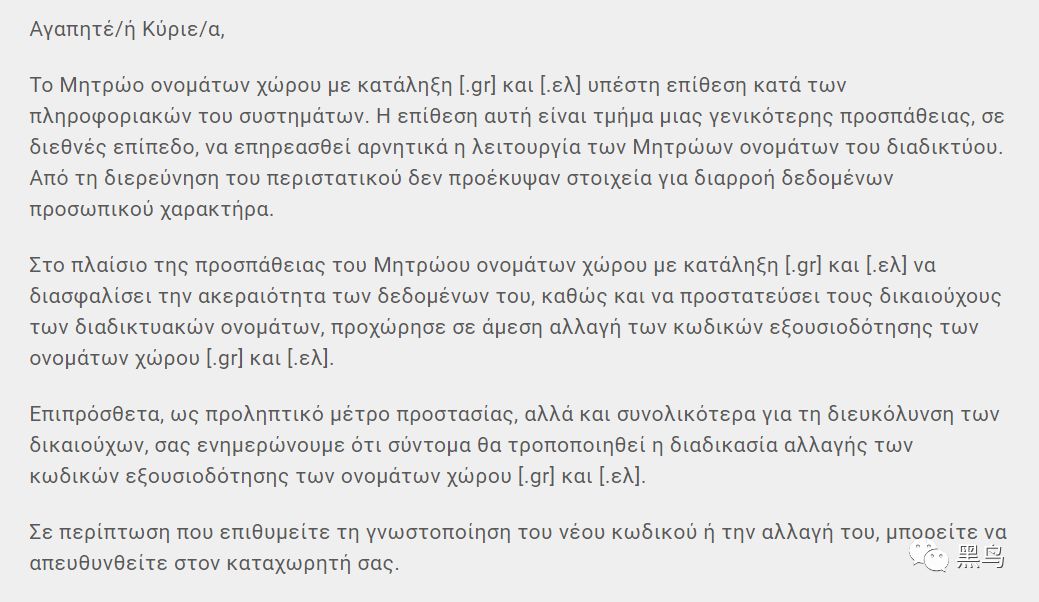 Αγαπητέ/ή Κύριε/α,
Το Μητρώο ονομάτων χώρου με κατάληξη [.gr] και [.ελ] υπέστη επίθεση κατά των
πληροφοριακών του συστημάτων. Η επίθεση αυτή είναι τμήμα μιας γενικότερης προσπάθειας, σε
διεθνές επίπεδο, να επηρεασθεί αρνητικά η λειτουργία των Μητρώων ονομάτων του διαδικτύου.
Από τη διερεύνηση του περιστατικού δεν προέκυψαν στοιχεία για διαρροή δεδομένων
προσωπικού χαρακτήρα.
Στο πλαίσιο της προσπάθειας του Μητρώου ονομάτων χώρου με κατάληξη [.gr] και [.ελ] να
διασφαλίσει την ακεραιότητα των δεδομένων του, καθώς και να προστατεύσει τους δικαιούχους
των διαδικτυακών ονομάτων, προχώρησε σε άμεση αλλαγή των κωδικών εξουσιοδότησης των
ονομάτων χώρου [.gr] και [.ελ].
Επιπρόσθετα, ως προληπτικό μέτρο προστασίας, αλλά και συνολικότερα για τη διευκόλυνση των
δικαιούχων, σας ενημερώνουμε ότι σύντομα θα τροποποιηθεί η διαδικασία αλλαγής των
κωδικών εξουσιοδότησης των ονομάτων χώρου [.gr] και [.ελ].
Σε περίπτωση που επιθυμείτε τη γνωστοποίηση του νέου κωδικού ή την αλλαγή του, μπορείτε να
απευθυνθείτε στον καταχωρητή σας.
黑鸟